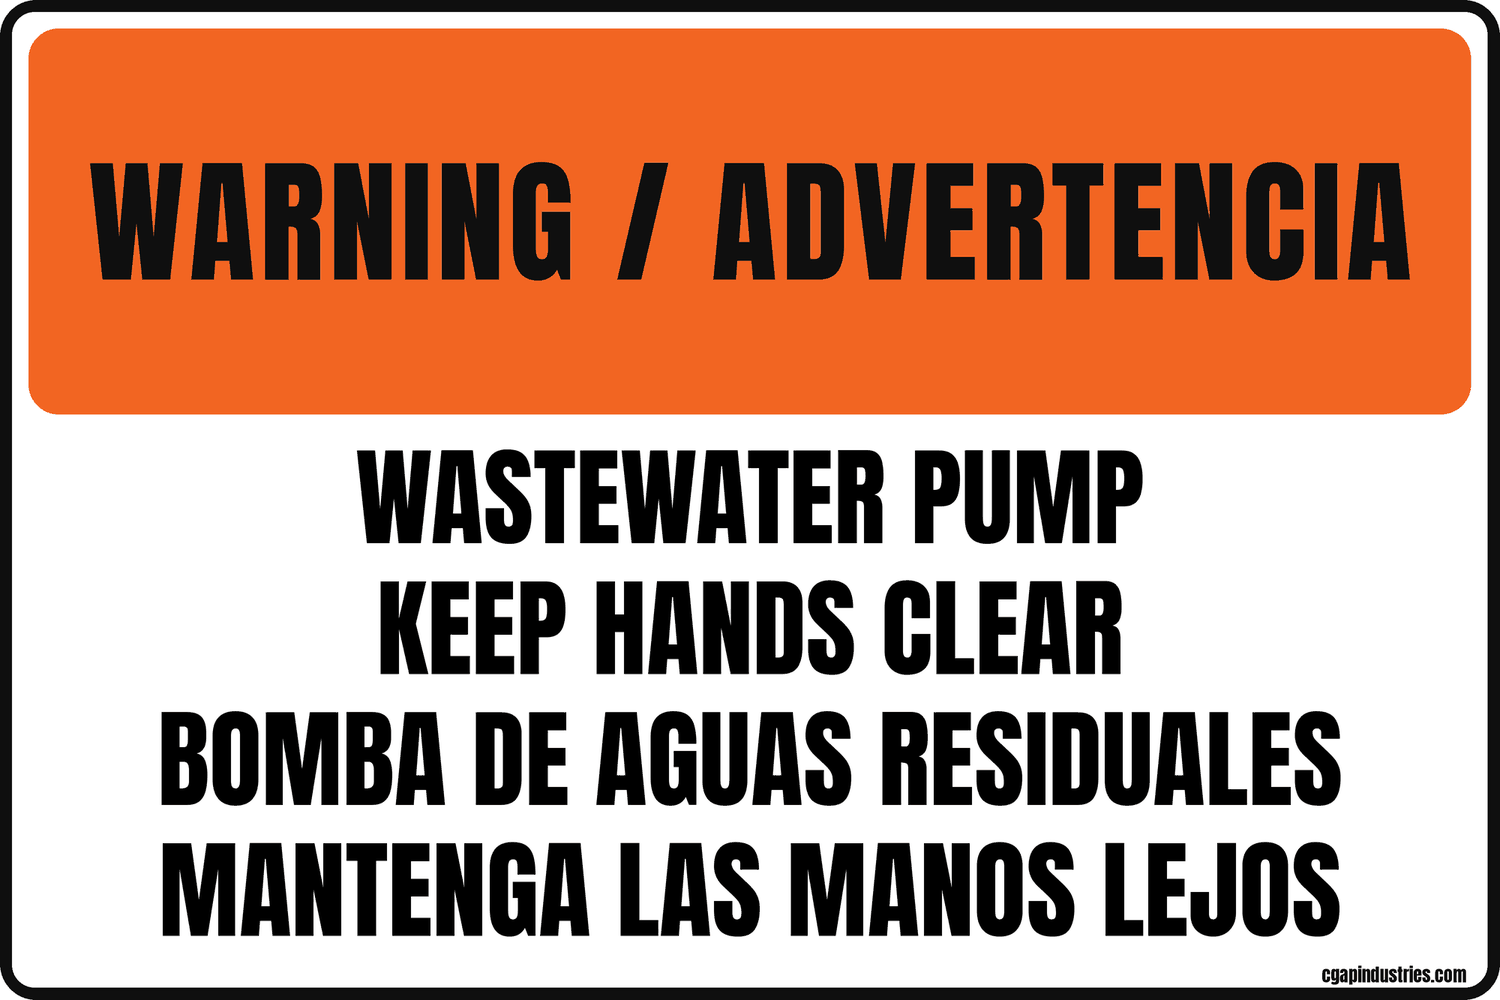 WARNING / ADVERTENCIA
WASTEWATER PUMP
KEEP HANDS CLEAR
BOMBA DE AGUAS RESIDUALES
MANTENGA LAS MANOS LEJOS
cgapindustries.com